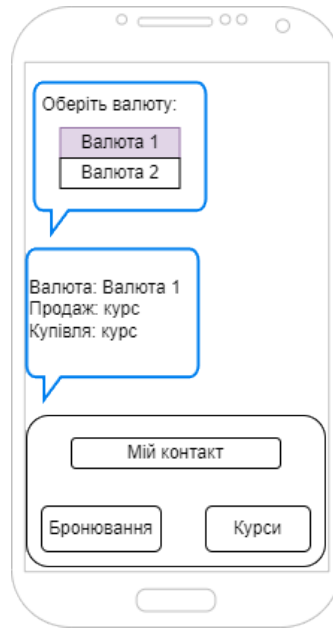 Оберіть валюту:
Валюта 1
Валюта 2
Валюта: Валюта 1
Продаж: курс
Купівля: курс
Мій контакт
Бронювання
Курси